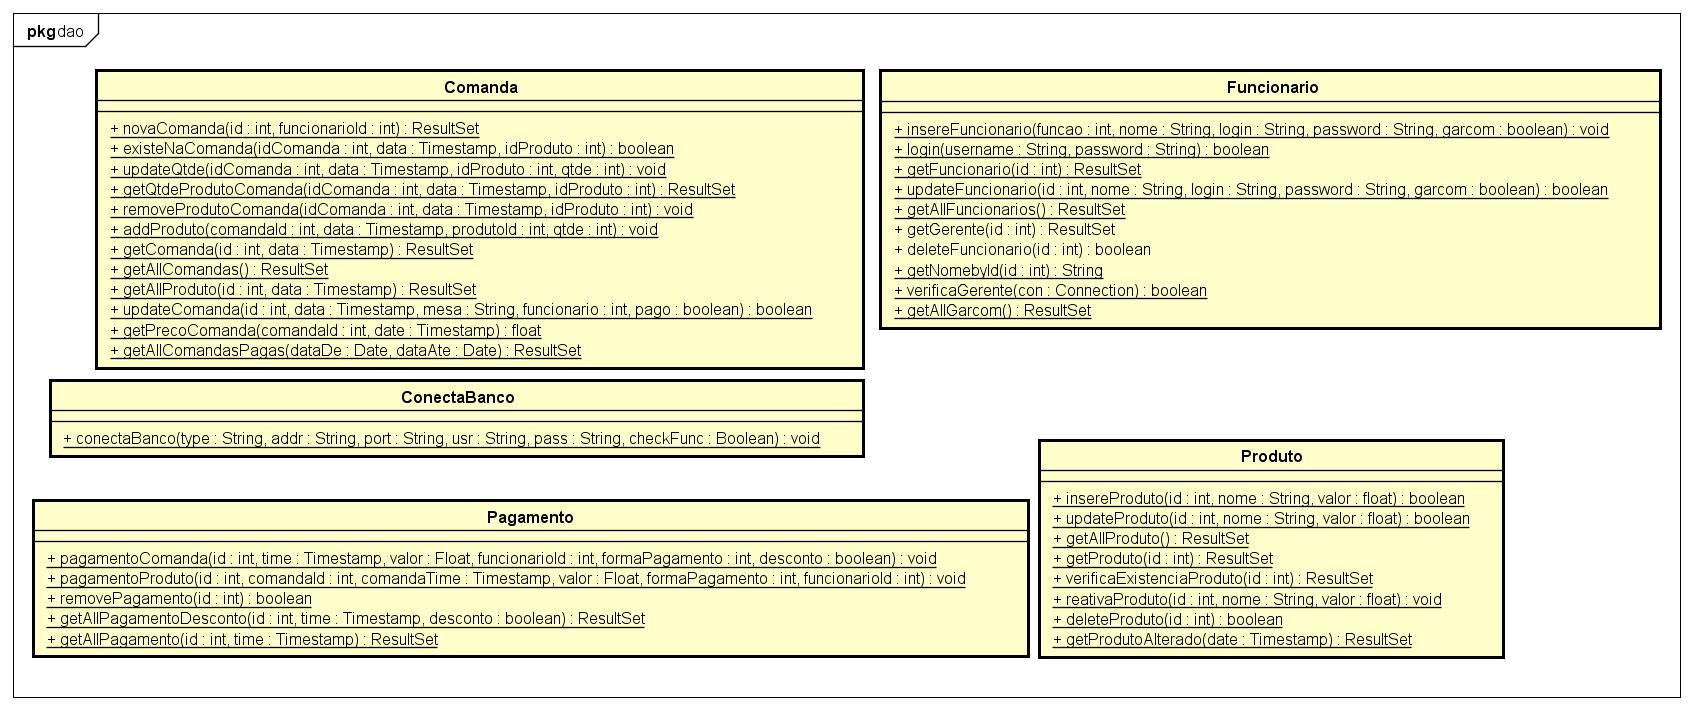 pkg dao
Comanda
+ novaComanda(id : int, funcionarioId : int) : ResultSet
+ existeNaComanda(idComanda : int, data : Timestamp, idProduto : int) : boolean
+ updateQtde(idComanda : int, data : Timestamp, idProduto : int, qtde : int) : void
+ getQtdeProdutoComanda(idComanda : int, data : Timestamp, idProduto : int) : ResultSet
+ removeProdutoComanda(idComanda : int, data : Timestamp, idProduto : int) : void
+ addProduto(comandaId : int, data : Timestamp, produtoId : int, qtde : int) : void
+ getComanda(id : int, data : Timestamp) : ResultSet
+ getAllComandas() : ResultSet
+ getAllProduto(id : int, data : Timestamp) : ResultSet
+ updateComanda(id : int, data : Timestamp, mesa : String, funcionario : int, pago : boolean) : boolean
+ getPrecoComanda(comandaId : int, date : Timestamp) : float
+ getAllComandasPagas(dataDe : Date, dataAte : Date) : ResultSet
Funcionario
+ insereFuncionario(funcao : int, nome : String, login : String, password : String, garcom : boolean) : void
+ login(username : String, password : String) : boolean
+ getFuncionario(id : int) : ResultSet
+ updateFuncionario(id : int, nome : String, login : String, password : String, garcom : boolean) : boolean
+ getAllFuncionarios() : ResultSet
+ getGerente(id : int) : ResultSet
+ deleteFuncionario(id : int) : boolean
+ getNomebyId(id : int) : String
+ verificaGerente(con : Connection) : boolean
+ getAllGarcom() : ResultSet
ConectaBanco
+ conectaBanco(type : String, addr : String, port : String, usr : String, pass : String, checkFunc : Boolean) : void
Pagamento
+ pagamentoComanda(id : int, time : Timestamp, valor : Float, funcionarioId : int, formaPagamento : int, desconto : boolean) : void
+ pagamentoProduto(id : int, comandaId : int, comandaTime : Timestamp, valor : Float, formaPagamento : int, funcionarioId : int) : void
+ removePagamento(id : int) : boolean
+ getAllPagamentoDesconto(id : int, time : Timestamp, desconto : boolean) : ResultSet
+ getAllPagamento(id : int, time : Timestamp) : ResultSet
Produto
+ insereProduto(id : int, nome : String, valor : float) : boolean
+ updateProduto(id : int, nome : String, valor : float) : boolean
+ getAllProduto() : ResultSet
+ getProduto(id : int) : ResultSet
+ verificaExistenciaProduto(id : int) : ResultSet
+ reativaProduto(id : int, nome : String, valor : float) : void
+ deleteProduto(id : int) : boolean
+ getProdutoAlterado(date : Timestamp) : ResultSet